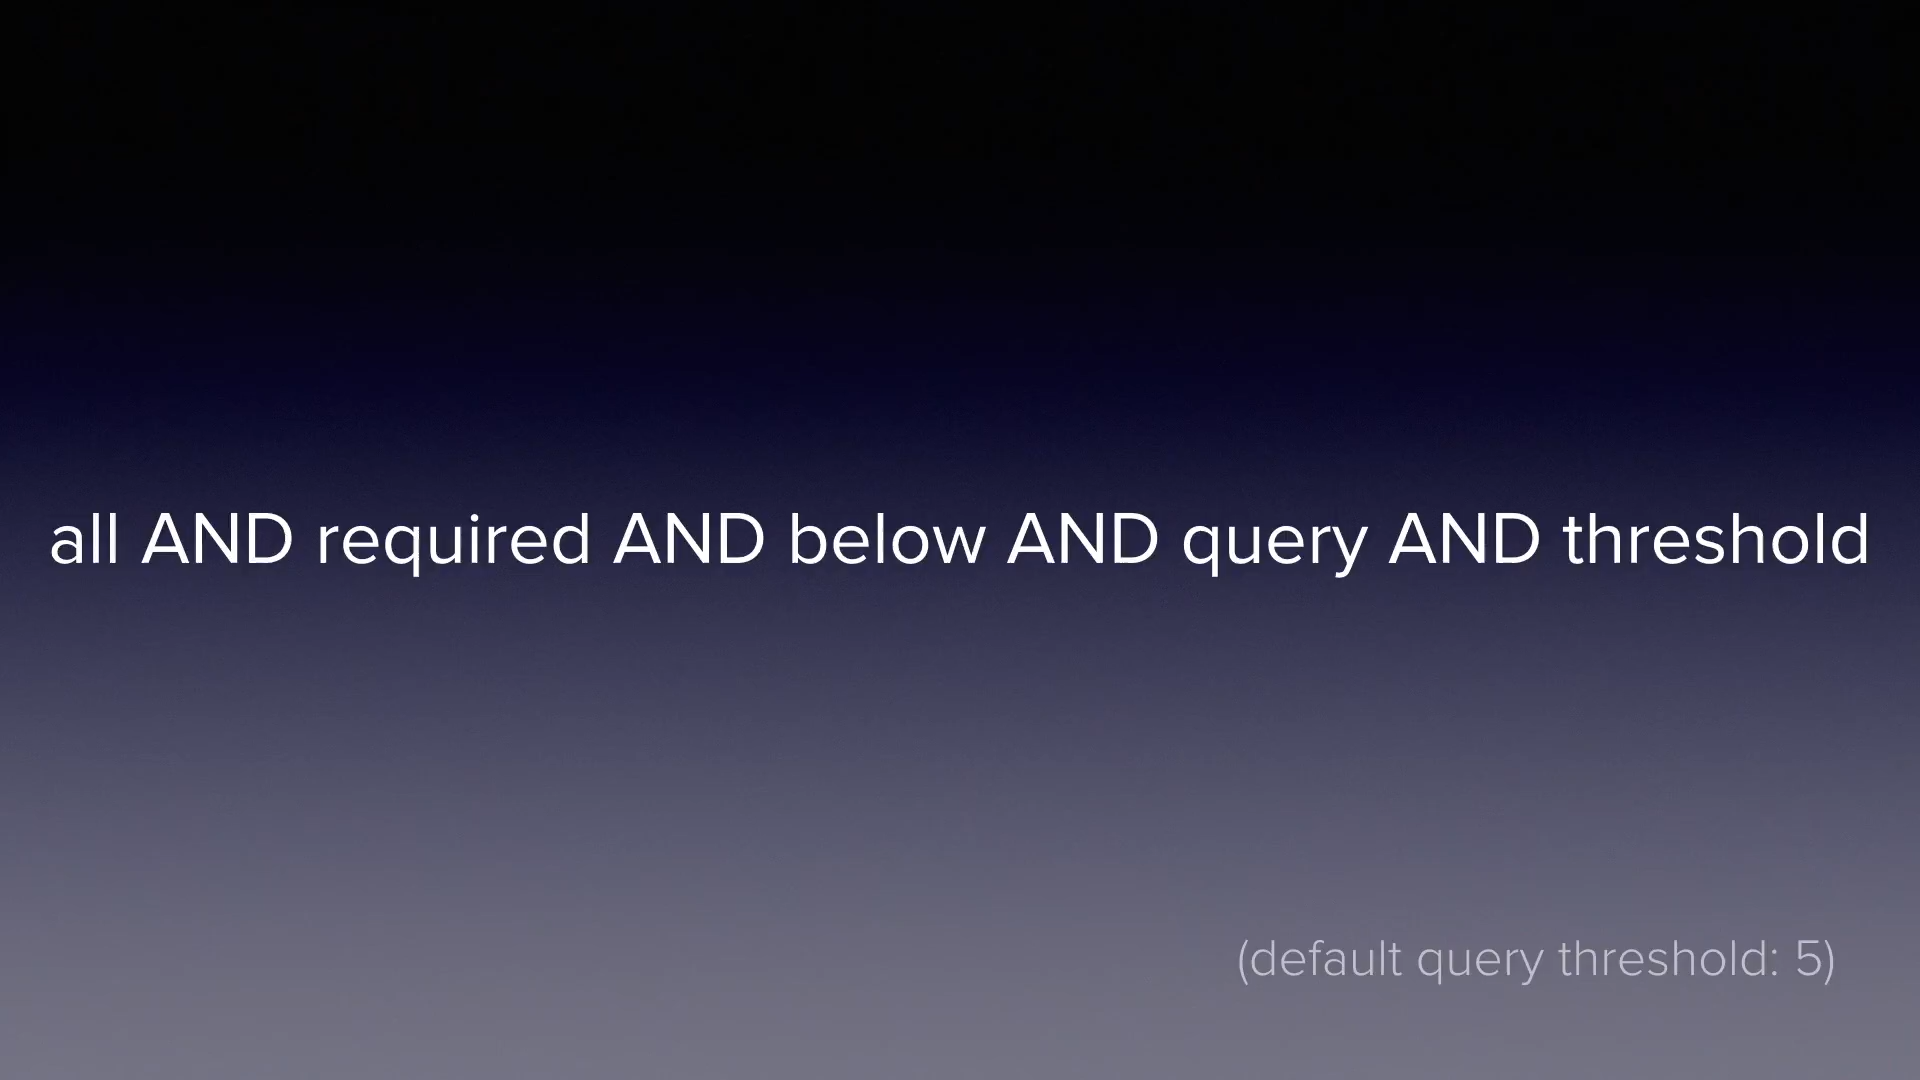 all AND required AND below AND query AND threshold
(default query threshold: 5)